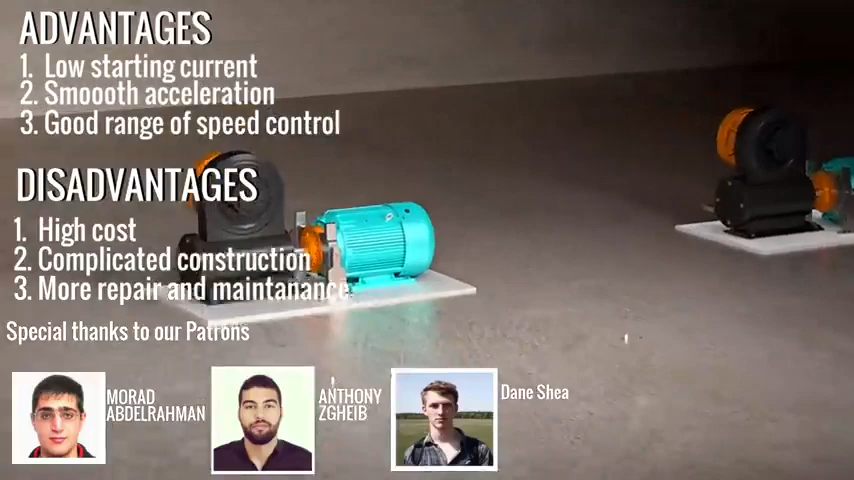 ADVANTAGES
1. Low starting current
2. Smoooth acceleration
3. Good range of speed control
DISADVANTAGES
1. High cost
2. Complicated construction
3. More repair and maintanance
Special thanks to our Patrons
MORAD
ABDELRAHMAN
ANTHONY
ZGHEIB
Dane Shea